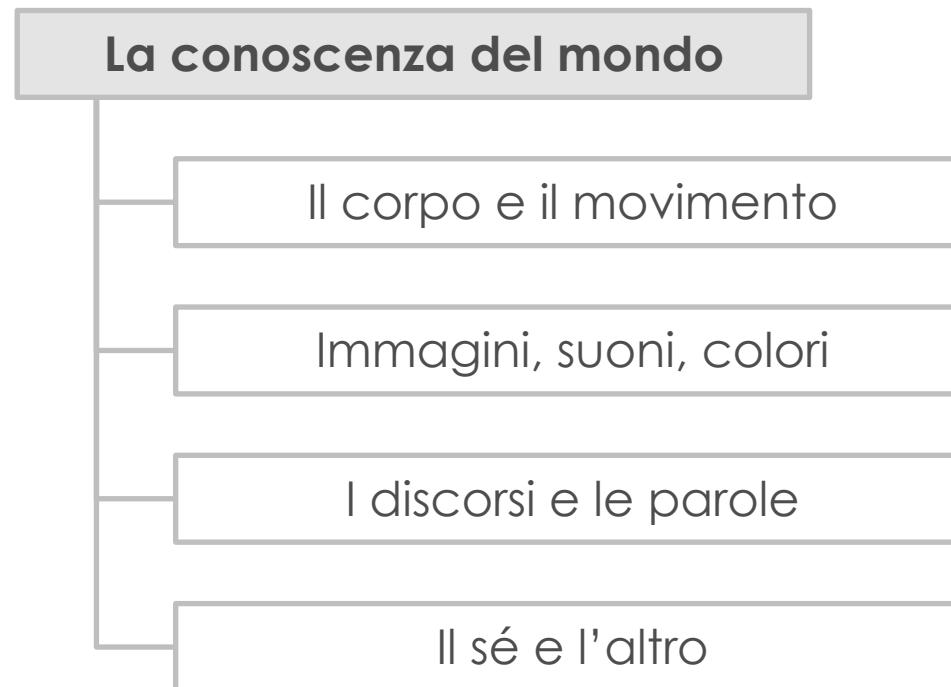 La conoscenza del mondo
Il corpo e il movimento
Immagini, suoni, colori
I discorsi e le parole
Il sé e l’altro